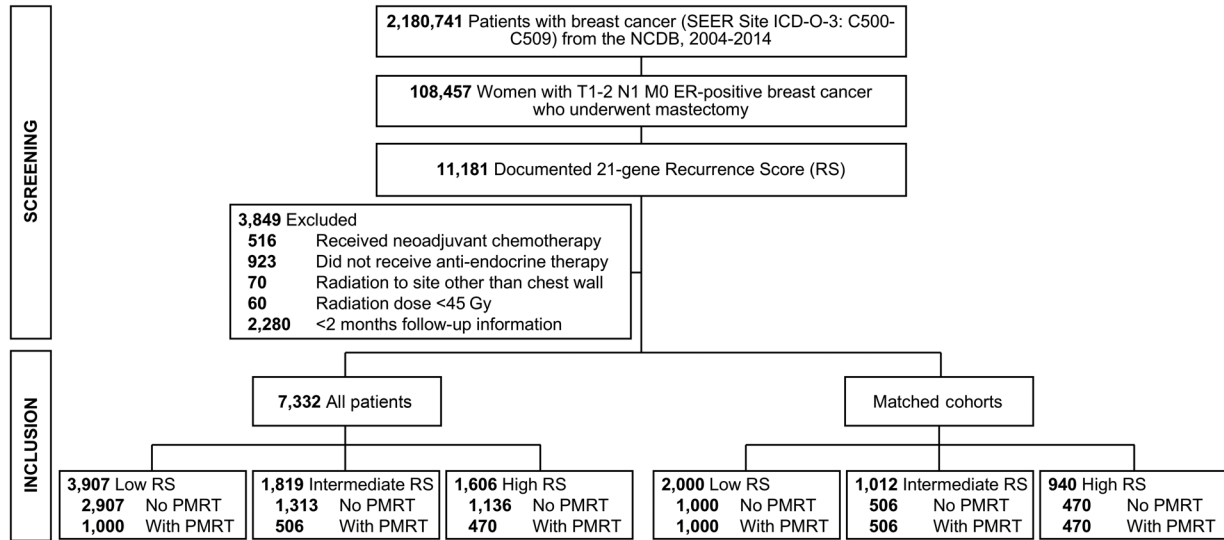 SCREENING
2,180,741 Patients with breast cancer (SEER Site ICD-O-3: C500-
C509) from the NCDB, 2004-2014
108,457 Women with T1-2 N1 M0 ER-positive breast cancer
who underwent mastectomy
11,181 Documented 21-gene Recurrence Score (RS)
3,849 Excluded
516 Received neoadjuvant chemotherapy
923 Did not receive anti-endocrine therapy
70 Radiation to site other than chest wall
60 Radiation dose <45 Gy
2,280 <2 months follow-up information
INCLUSION
7,332 All patients
Matched cohorts
3,907 Low RS
2,907 No PMRT
1,000 With PMRT
1,819 Intermediate RS
1,313 No PMRT
506 With PMRT
1,606 High RS
1,136 No PMRT
470 With PMRT
2,000 Low RS
1,000 No PMRT
1,000 With PMRT
1,012 Intermediate RS
506 No PMRT
506 With PMRT
940 High RS
470 No PMRT
470 With PMRT